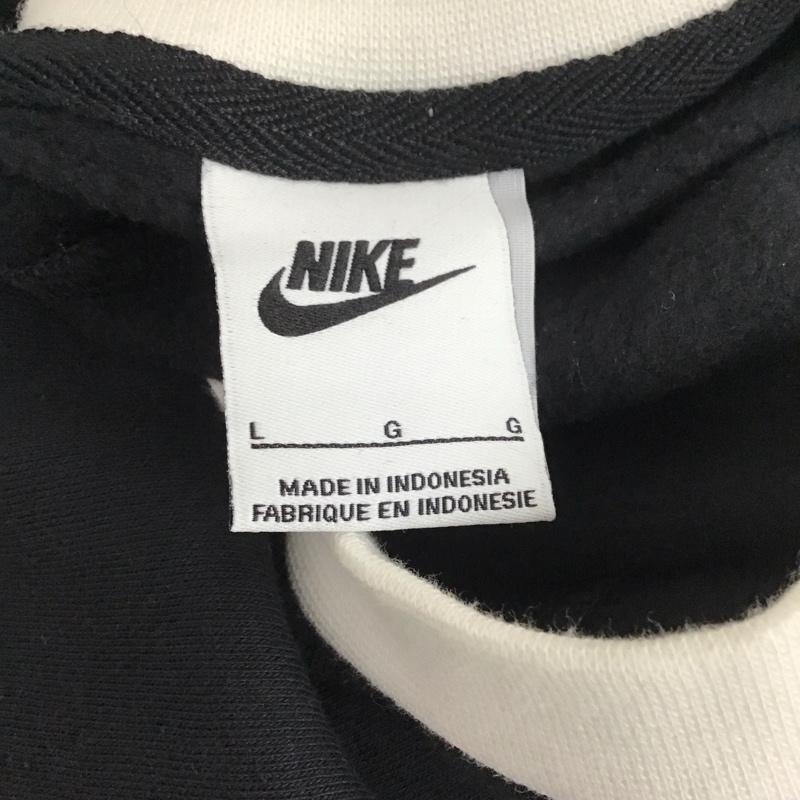 NIKE
L G G
MADE IN INDONESIA
FABRIQUE EN INDONESIE